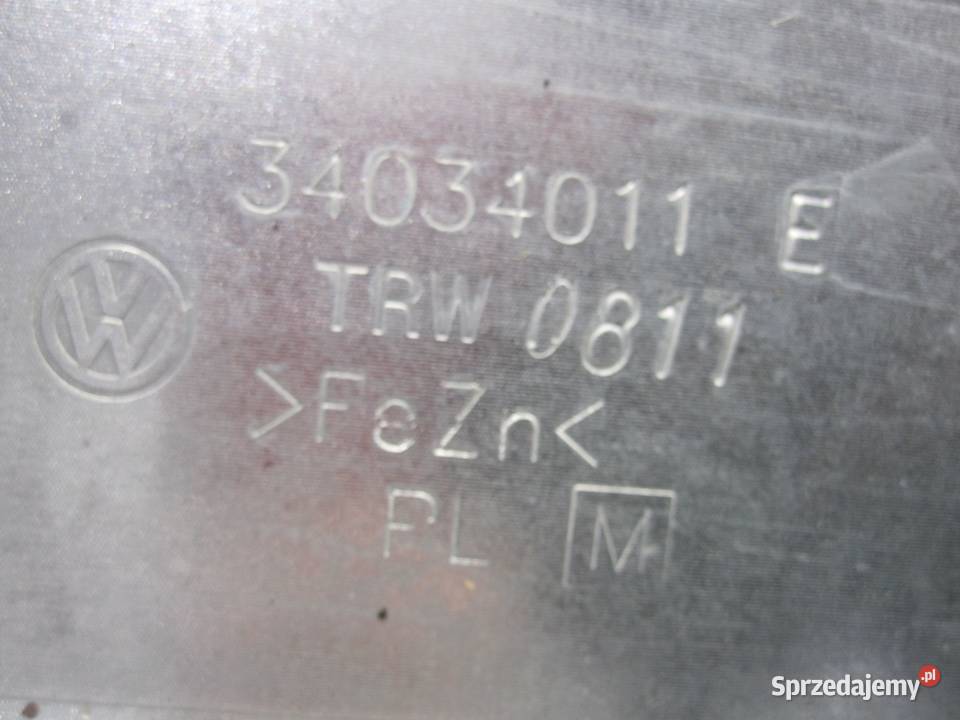 34034011 E
TRW 0811
>FeZn<
PL M
Sprzedajemy.pl